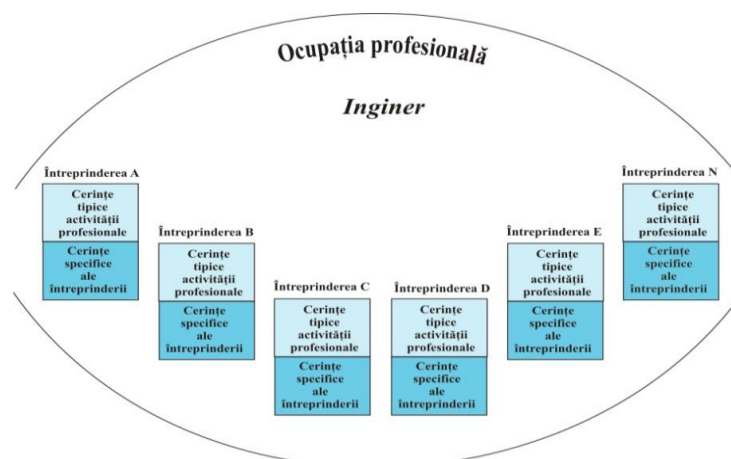 Ocupația profesională
Inginer
Întreprinderea A
Cerințe
tipice
activității
profesionale
Cerințe
specifice
ale
întreprinderii
Întreprinderea B
Cerințe
tipice
activității
profesionale
Cerințe
specifice
ale
întreprinderii
Întreprinderea C
Cerințe
tipice
activității
profesionale
Cerințe
specifice
ale
întreprinderii
Întreprinderea D
Cerințe
tipice
activității
profesionale
Cerințe
specifice
ale
întreprinderii
Întreprinderea E
Cerințe
tipice
activității
profesionale
Cerințe
specifice
ale
întreprinderii
Întreprinderea N
Cerințe
tipice
activității
profesionale
Cerințe
specifice
ale
întreprinderii